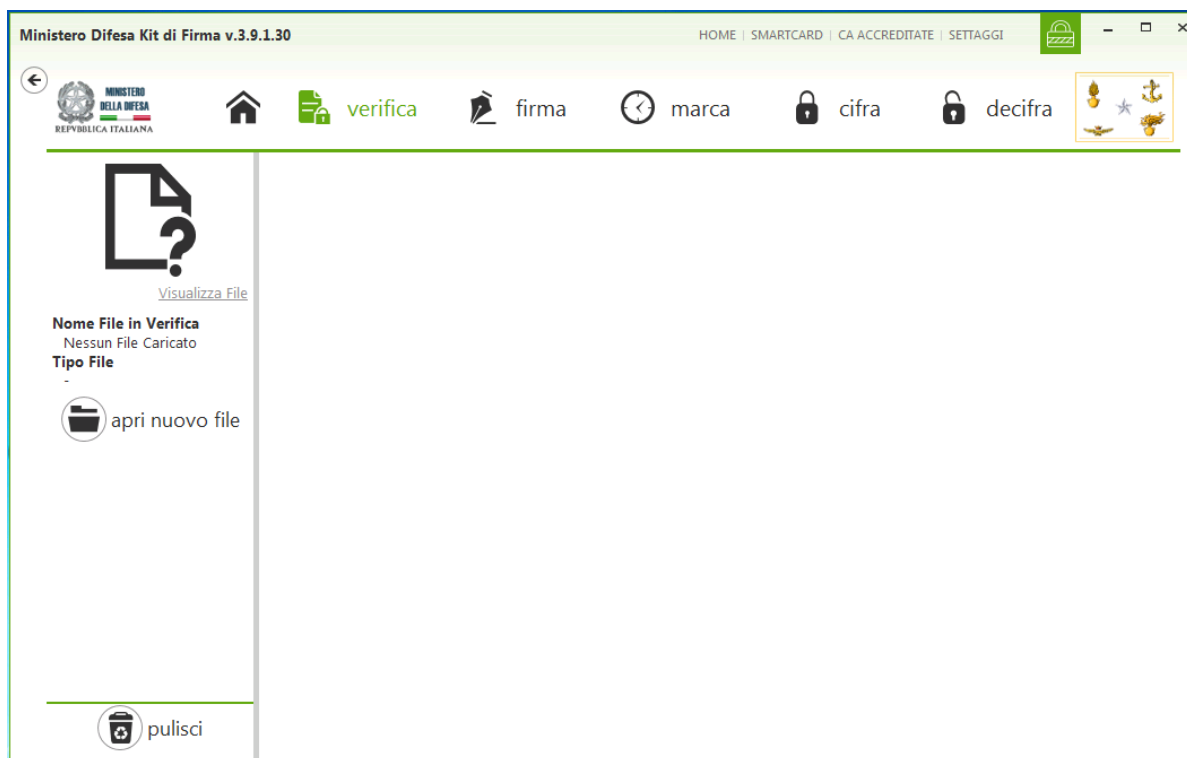 Ministero Difesa Kit di Firma v.3.9.1.30
HOME | SMARTCARD | CA ACCREDITATE | SETTAGGI
MINISTERO
DELLA DIFESA
REPVBBLICA ITALIANA
verifica
firma
marca
cifra
decifra
Visualizza File
Nome File in Verifica
Nessun File Caricato
Tipo File
-
apri nuovo file
pulisci